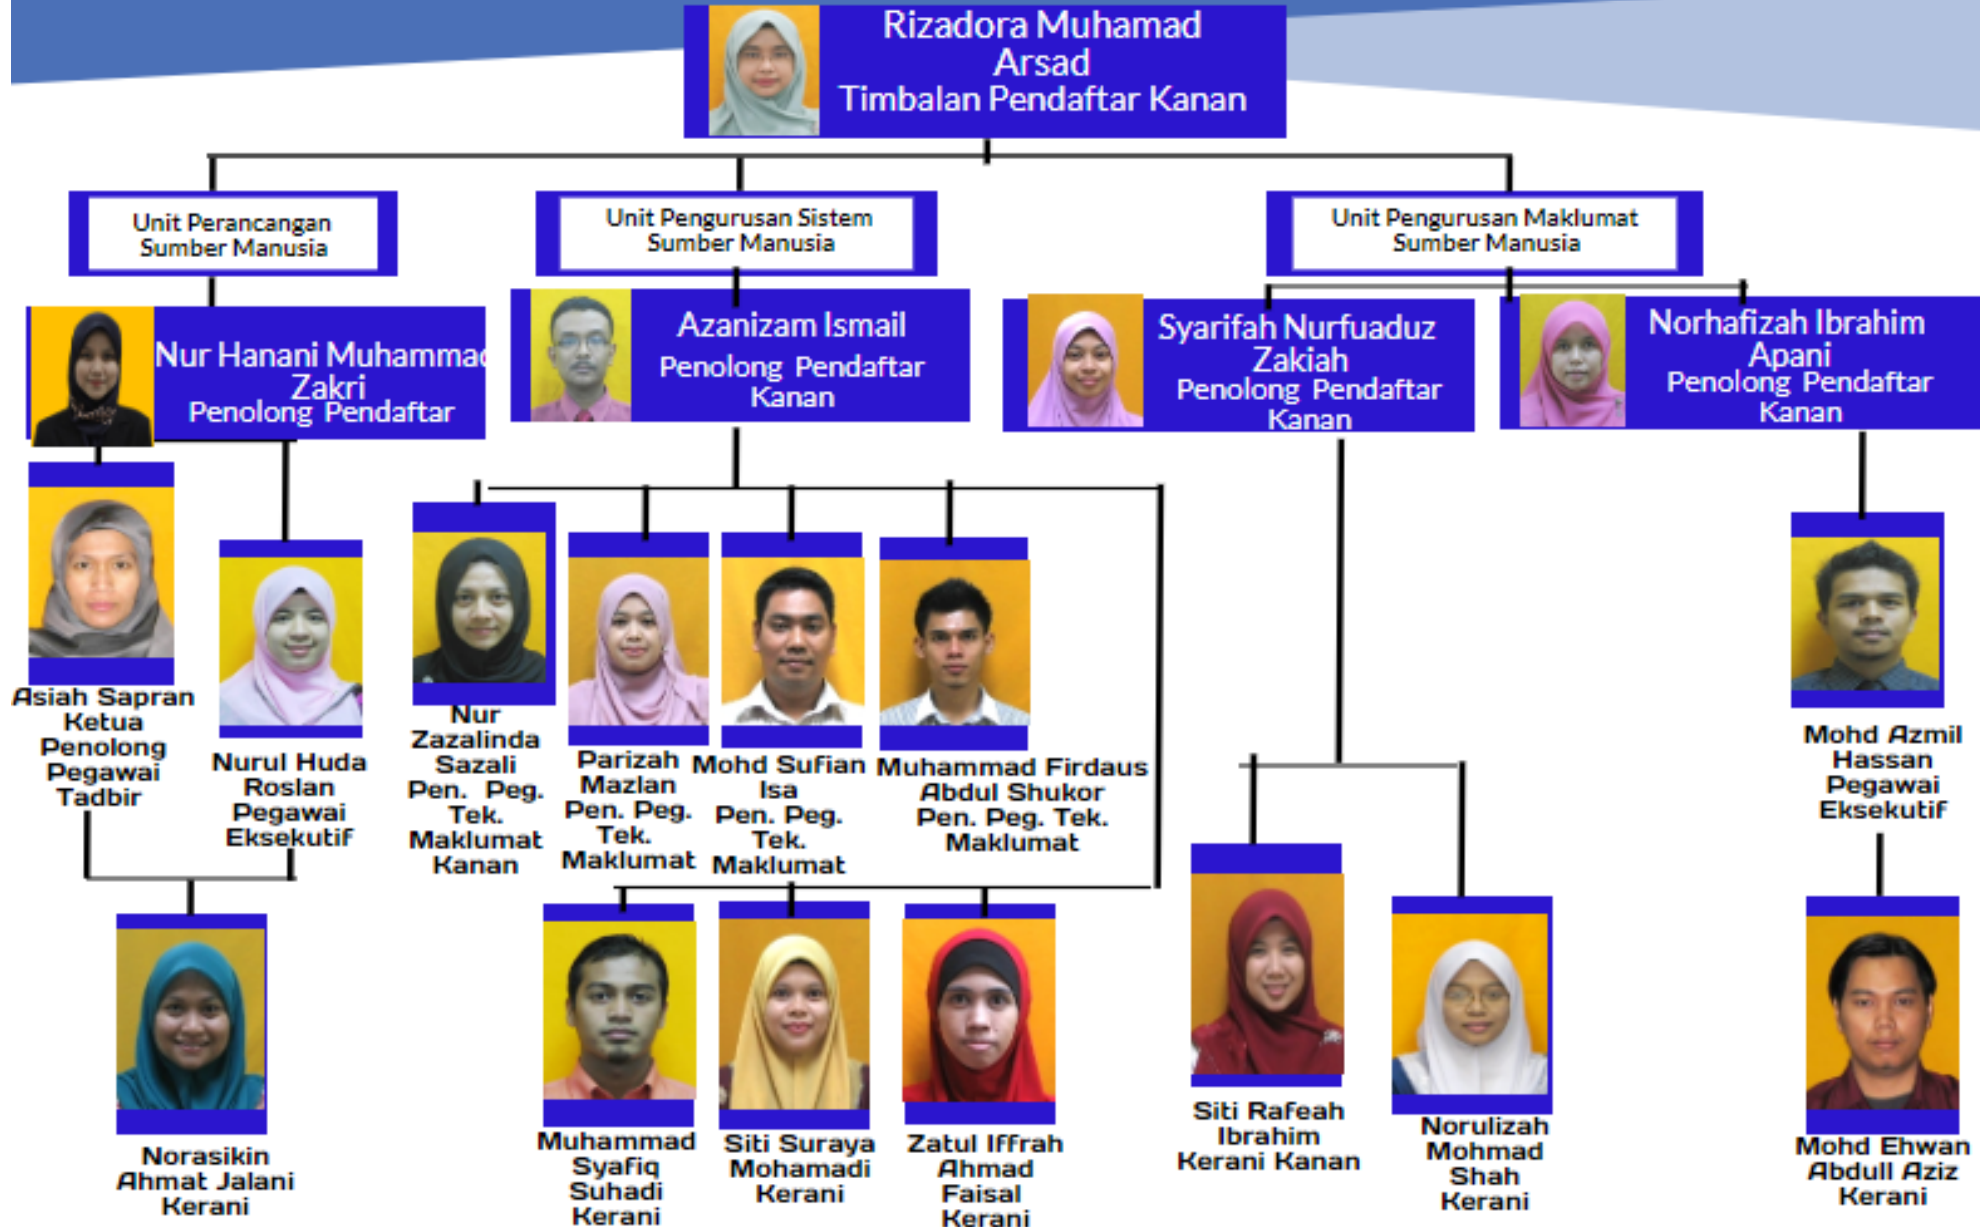 Rizadora Muhamad
Arsad
Timbalan Pendaftar Kanan
Unit Perancangan
Sumber Manusia
Unit Pengurusan Sistem
Sumber Manusia
Unit Pengurusan Maklumat
Sumber Manusia
Nur Hanani Muhammad
Zakri
Penolong Pendaftar
Azanizam Ismail
Penolong Pendaftar
Kanan
Syarifah Nurfuaduz
Zakiah
Penolong Pendaftar
Kanan
Norhafizah Ibrahim
Apani
Penolong Pendaftar
Kanan
Asiah Sapran
Ketua
Penolong
Pegawai
Tadbir
Nurul Huda
Roslan
Pegawai
Eksekutif
Nur
Zazalinda
Sazali
Pen. Peg.
Tek.
Maklumat
Kanan
Parizah
Mazlan
Pen. Peg.
Tek.
Maklumat
Mohd Sufian
Isa
Pen. Peg.
Tek.
Maklumat
Muhammad Firdaus
Abdul Shukor
Pen. Peg. Tek.
Maklumat
Mohd Azmil
Hassan
Pegawai
Eksekutif
Norasikin
Ahmat Jalani
Kerani
Muhammad
Syafiq
Suhadi
Kerani
Siti Suraya
Mohamadi
Kerani
Zatul Iffrah
Ahmad
Faisal
Kerani
Siti Rafeah
Ibrahim
Kerani Kanan
Norulizah
Mohmad
Shah
Kerani
Mohd Ehwan
Abdull Aziz
Kerani